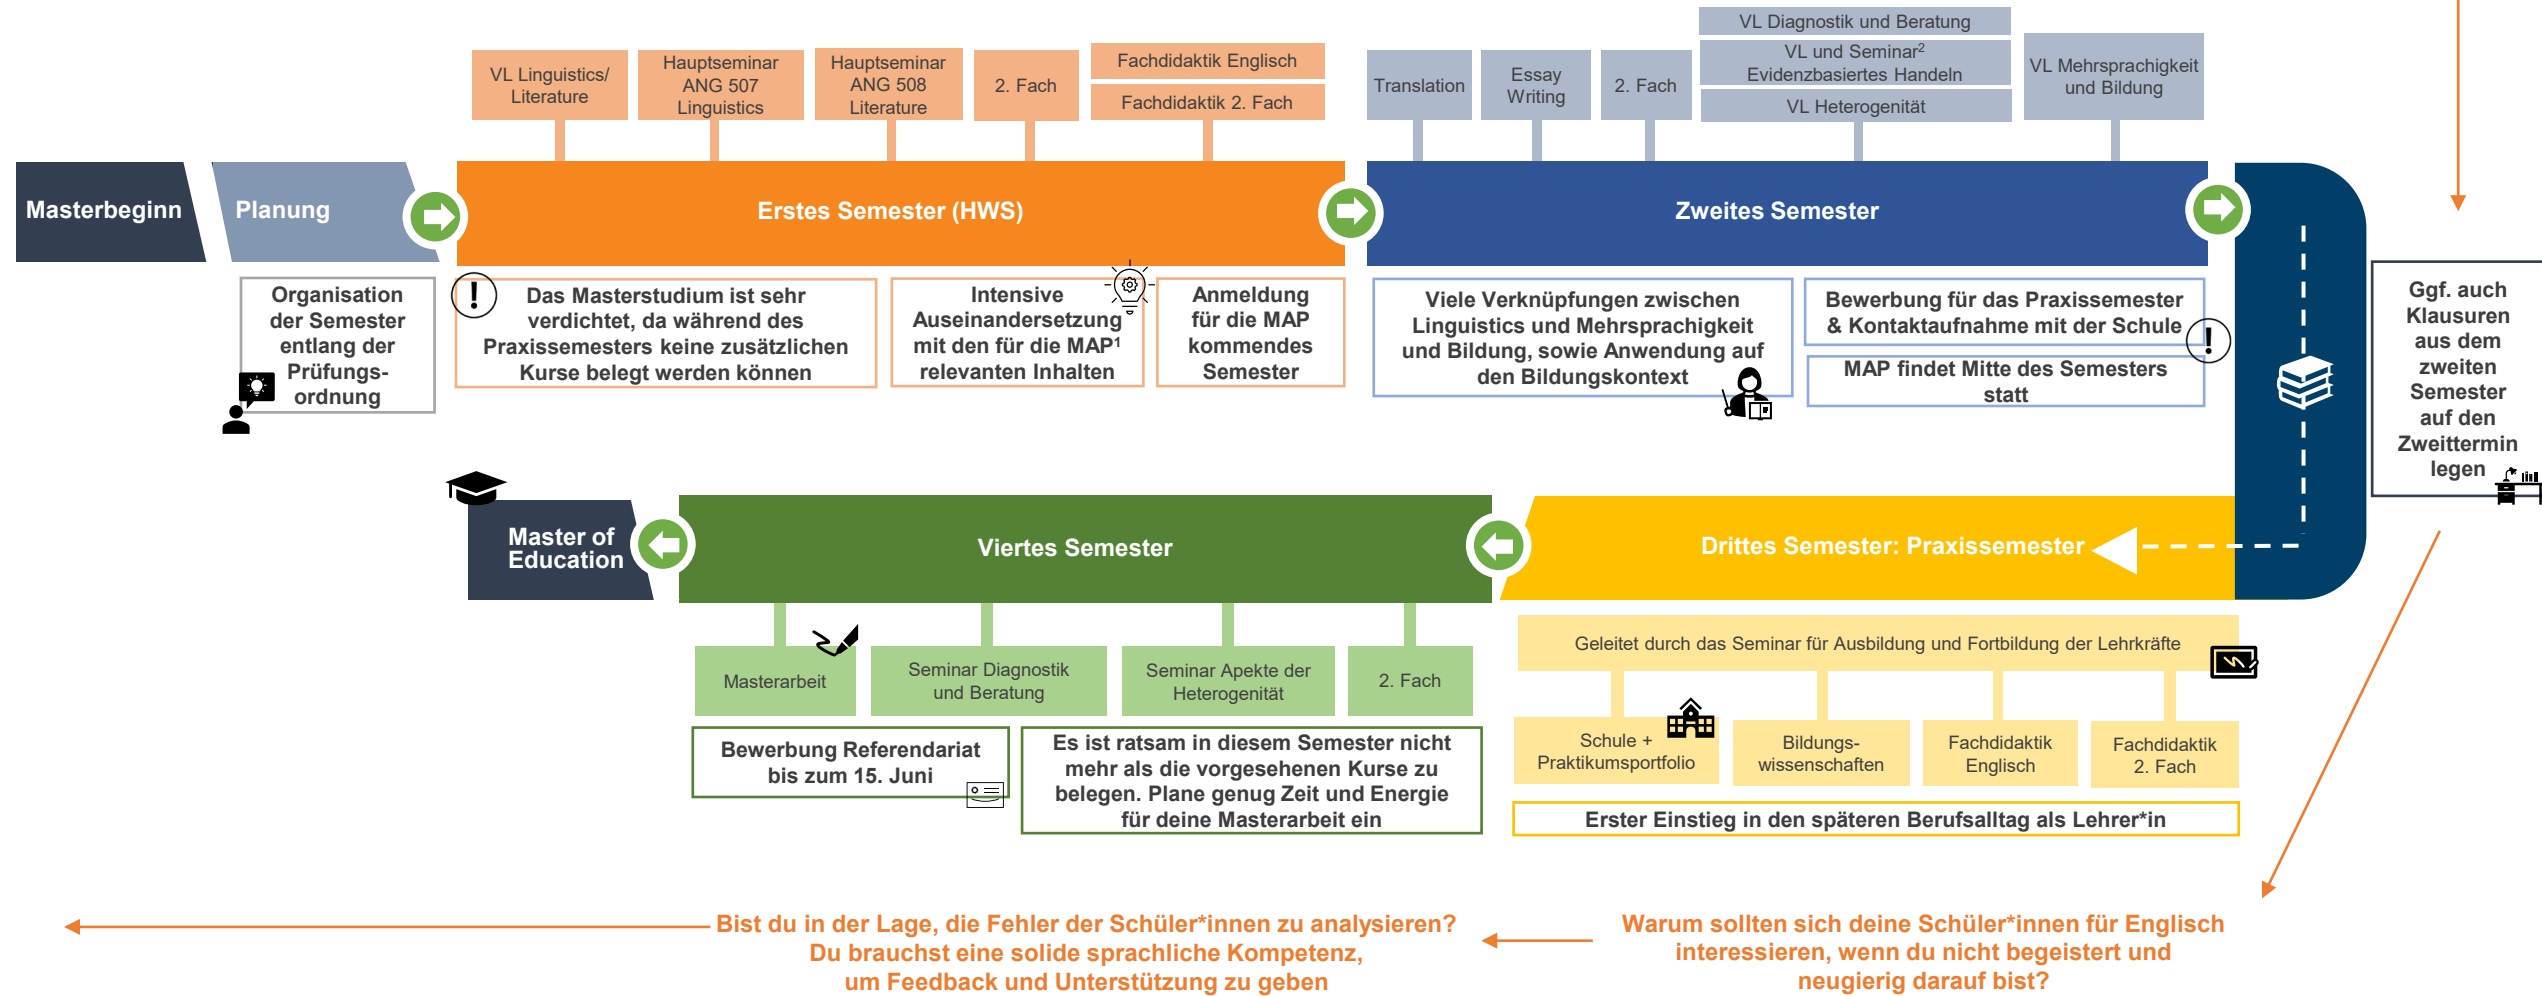 VL Linguistics/
Literature
Hauptseminar
ANG 507
Linguistics
Hauptseminar
ANG 508
Literature
2. Fach
Fachdidaktik Englisch
Fachdidaktik 2. Fach
Translation
Essay
Writing
2. Fach
VL Diagnostik und Beratung
VL und Seminar²
Evidenzbasiertes Handeln
VL Heterogenität
VL Mehrsprachigkeit
und Bildung
Masterbeginn
Planung
Erstes Semester (HWS)
Zweites Semester
Organisation
der Semester
entlang der
Prüfungs-
ordnung
!
Das Masterstudium ist sehr
verdichtet, da während des
Praxissemesters keine zusätzlichen
Kurse belegt werden können
Intensive
Auseinandersetzung
mit den für die MAP¹
relevanten Inhalten
Anmeldung
für die MAP
kommendes
Semester
Viele Verknüpfungen zwischen
Linguistics und Mehrsprachigkeit
und Bildung, sowie Anwendung auf
den Bildungskontext
Bewerbung für das Praxissemester
& Kontaktaufnahme mit der Schule
!
MAP findet Mitte des Semesters
statt
Ggf. auch
Klausuren
aus dem
zweiten
Semester
auf den
Zweittermin
legen
Master of
Education
Viertes Semester
Drittes Semester: Praxissemester
Masterarbeit
Seminar Diagnostik
und Beratung
Seminar Apekte der
Heterogenität
2. Fach
Geleitet durch das Seminar für Ausbildung und Fortbildung der Lehrkräfte
Schule +
Praktikumsportfolio
Bildungs-
wissenschaften
Fachdidaktik
Englisch
Fachdidaktik
2. Fach
Bewerbung Referendariat
bis zum 15. Juni
Es ist ratsam in diesem Semester nicht
mehr als die vorgesehenen Kurse zu
belegen. Plane genug Zeit und Energie
für deine Masterarbeit ein
Erster Einstieg in den späteren Berufsalltag als Lehrer*in
Bist du in der Lage, die Fehler der Schüler*innen zu analysieren?
Du brauchst eine solide sprachliche Kompetenz,
um Feedback und Unterstützung zu geben
Warum sollten sich deine Schüler*innen für Englisch
interessieren, wenn du nicht begeistert und
neugierig darauf bist?